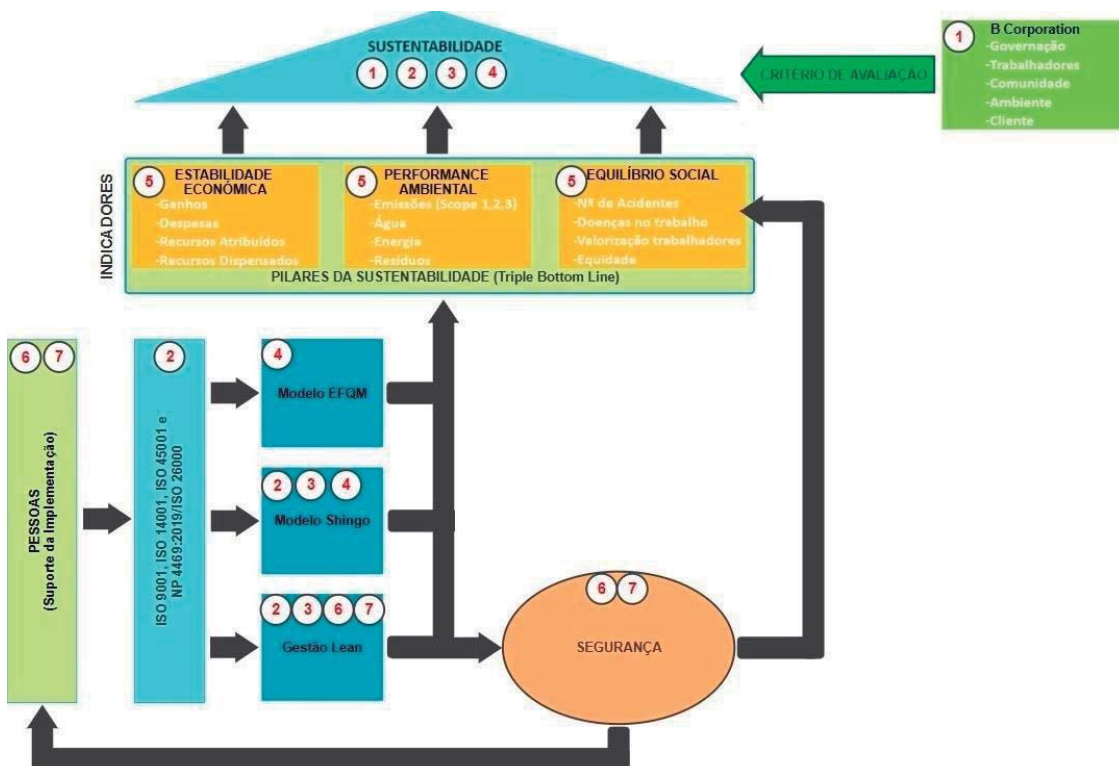 SUSTENTABILIDADE
1 2 3 4
CRITÉRIO DE AVALIAÇÃO
1
B Corporation
-Governação
-Trabalhadores
-Comunidade
-Ambiente
-Cliente
INDICADORES
5
ESTABILIDADE
ECONÓMICA
-Ganhos
-Despesas
-Recursos Atribuídos
-Recursos Dispensados
5
PERFORMANCE
AMBIENTAL
-Emissões (Scope 1,2,3)
-Água
-Energia
-Resíduos
5
EQUILÍBRIO SOCIAL
-Nº de Acidentes
-Doenças no trabalho
-Valorização trabalhadores
-Equidade
PILARES DA SUSTENTABILIDADE (Triple Bottom Line)
6 7
PESSOAS
(Suporte da Implementação)
2
ISO 9001, ISO 14001, ISO 45001 e
NP 4469:2019/ISO 26000
4
Modelo EFQM
2 3 4
Modelo Shingo
2 3 6 7
Gestão Lean
6 7
SEGURANÇA